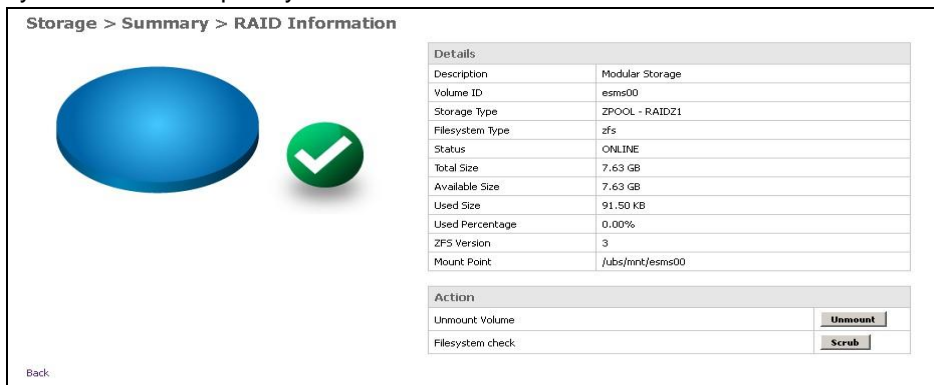 Storage > Summary > RAID Information
Details
Description Modular Storage
Volume ID esms00
Storage Type ZPOOL - RAIDZ1
Filesystem Type zfs
Status ONLINE
Total Size 7.63 GB
Available Size 7.63 GB
Used Size 91.50 KB
Used Percentage 0.00%
ZFS Version 3
Mount Point /ubs/mnt/esms00
Action
Unmount Volume Unmount
Filesystem check Scrub
Back